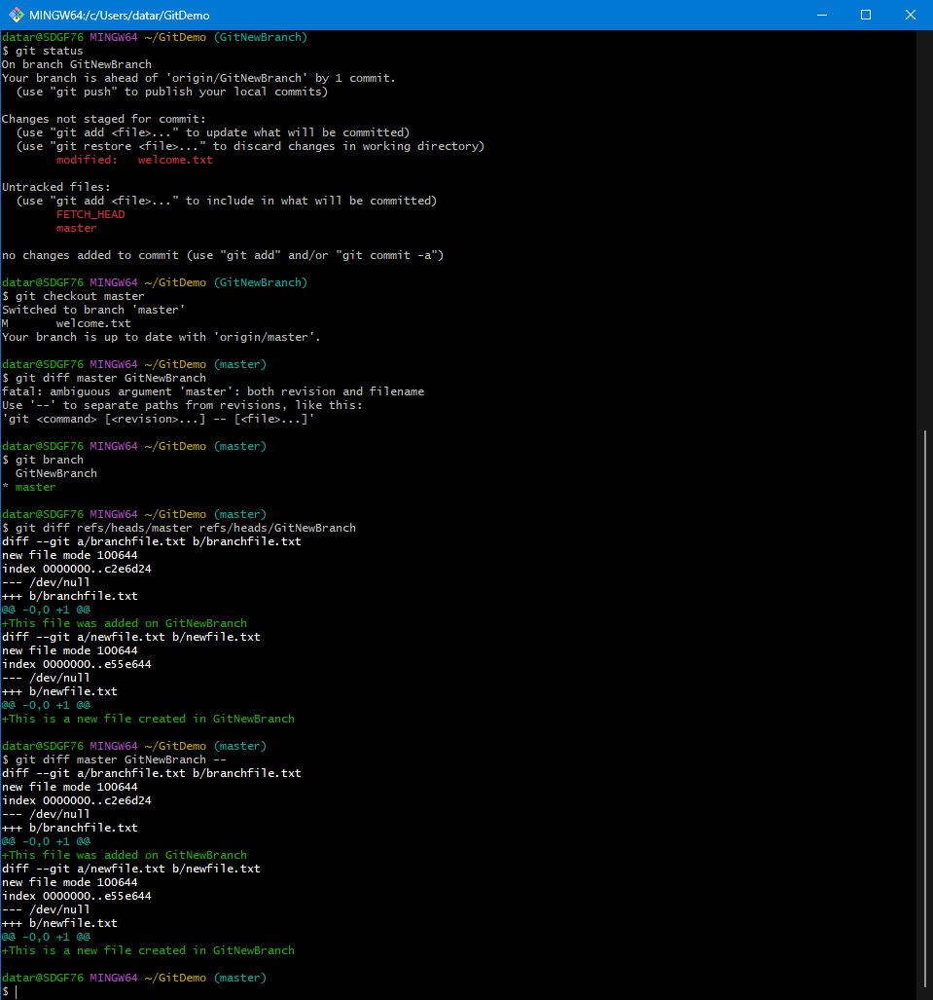 MINGW64:/c/Users/datar/GitDemo
datar@SDGF76 MINGW64 ~/GitDemo (GitNewBranch)
$ git status
On branch GitNewBranch
Your branch is ahead of 'origin/GitNewBranch' by 1 commit.
  (use "git push" to publish your local commits)

Changes not staged for commit:
  (use "git add <file>..." to update what will be committed)
  (use "git restore <file>..." to discard changes in working directory)
        modified:   welcome.txt

Untracked files:
  (use "git add <file>..." to include in what will be committed)
        FETCH_HEAD
        master

no changes added to commit (use "git add" and/or "git commit -a")

datar@SDGF76 MINGW64 ~/GitDemo (GitNewBranch)
$ git checkout master
Switched to branch 'master'
M       welcome.txt
Your branch is up to date with 'origin/master'.

datar@SDGF76 MINGW64 ~/GitDemo (master)
$ git diff master GitNewBranch
fatal: ambiguous argument 'master': both revision and filename
Use '--' to separate paths from revisions, like this:
'git <command> [<revision>...] -- [<file>...]'

datar@SDGF76 MINGW64 ~/GitDemo (master)
$ git branch
  GitNewBranch
* master

datar@SDGF76 MINGW64 ~/GitDemo (master)
$ git diff refs/heads/master refs/heads/GitNewBranch
diff --git a/branchfile.txt b/branchfile.txt
new file mode 100644
index 0000000..c2e6d24
--- /dev/null
+++ b/branchfile.txt
@@ -0,0 +1 @@
+This file was added on GitNewBranch
diff --git a/newfile.txt b/newfile.txt
new file mode 100644
index 0000000..e55e644
--- /dev/null
+++ b/newfile.txt
@@ -0,0 +1 @@
+This is a new file created in GitNewBranch

datar@SDGF76 MINGW64 ~/GitDemo (master)
$ git diff master GitNewBranch --
diff --git a/branchfile.txt b/branchfile.txt
new file mode 100644
index 0000000..c2e6d24
--- /dev/null
+++ b/branchfile.txt
@@ -0,0 +1 @@
+This file was added on GitNewBranch
diff --git a/newfile.txt b/newfile.txt
new file mode 100644
index 0000000..e55e644
--- /dev/null
+++ b/newfile.txt
@@ -0,0 +1 @@
+This is a new file created in GitNewBranch

datar@SDGF76 MINGW64 ~/GitDemo (master)
$